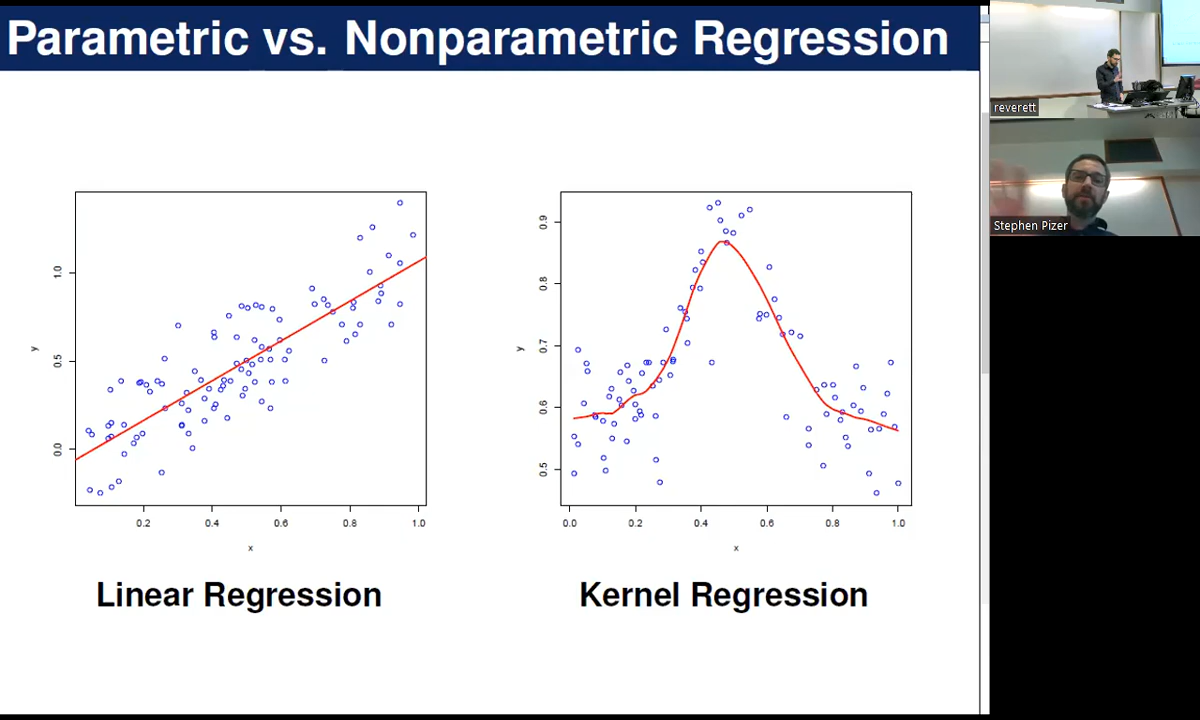 Parametric vs. Nonparametric Regression
reverett
Stephen Pizer
y
0.0
0.5
1.0
0.2
0.4
0.6
0.8
1.0
x
Linear Regression
y
0.5
0.6
0.7
0.8
0.9
0.0
0.2
0.4
0.6
0.8
1.0
x
Kernel Regression